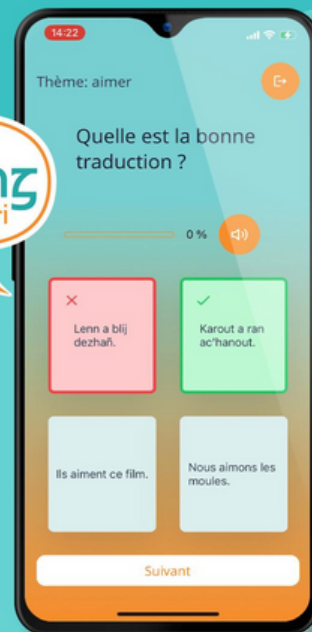 14:22
Thème: aimer
Quelle est la bonne
traduction ?
0 %
Lenn a blij
dezhañ.
Karout a ran
ac'hanout.
Ils aiment ce film.
Nous aimons les
moules.
Suivant